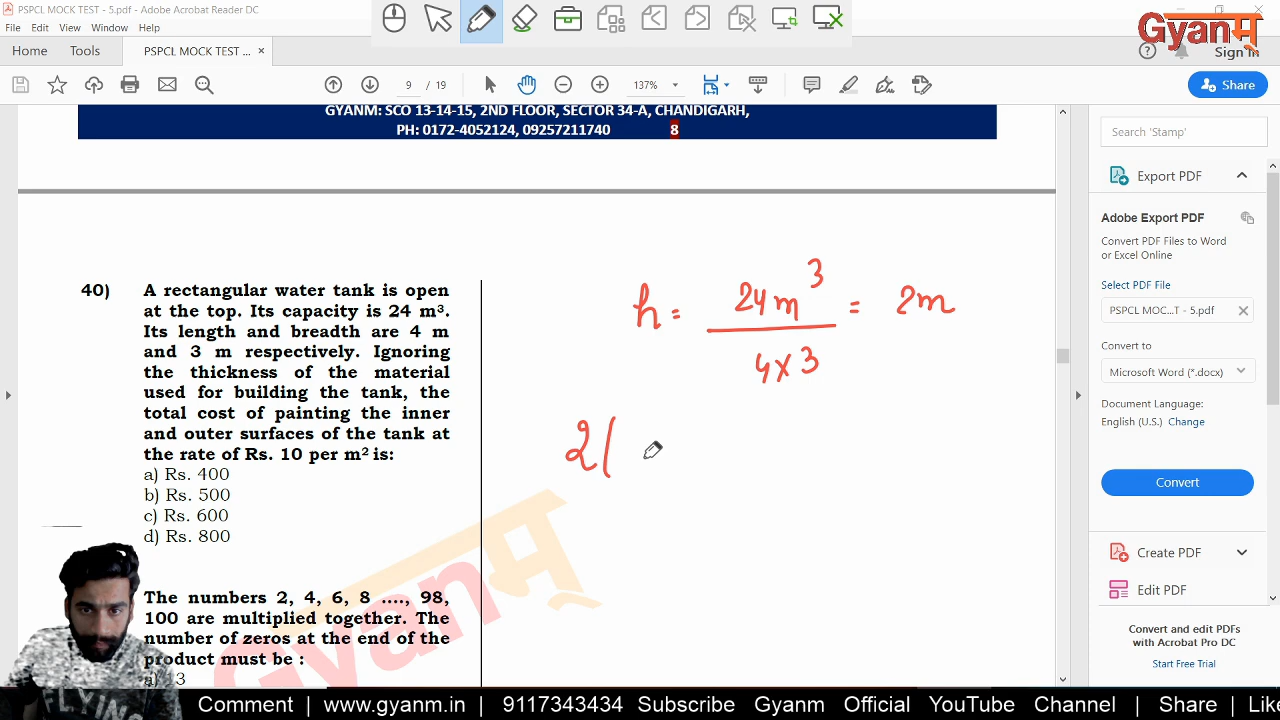 PSPCL MOCK TEST - 5.pdf - Adobe Acrobat Reader DC
File Edit View Window Help
Home Tools PSPCL MOCK TEST ... ×
Gyanम्
Sign In
9 / 19 137% Share
GYANM: SCO 13-14-15, 2ND FLOOR, SECTOR 34-A, CHANDIGARH,
PH: 0172-4052124, 09257211740 8
40) A rectangular water tank is open
at the top. Its capacity is 24 m³.
Its length and breadth are 4 m
and 3 m respectively. Ignoring
the thickness of the material
used for building the tank, the
total cost of painting the inner
and outer surfaces of the tank at
the rate of Rs. 10 per m² is:
a) Rs. 400
b) Rs. 500
c) Rs. 600
d) Rs. 800
The numbers 2, 4, 6, 8 ...., 98,
100 are multiplied together. The
number of zeros at the end of the
product must be :
a) 13
h = 24m³ = 2m
4×3
2(
Gyanम्
Search 'Stamp'
Export PDF
Adobe Export PDF
Convert PDF Files to Word
or Excel Online
Select PDF File
PSPCL MOC...T - 5.pdf ×
Convert to
Microsoft Word (*.docx)
Document Language:
English (U.S.) Change
Convert
Create PDF
Edit PDF
Convert and edit PDFs
with Acrobat Pro DC
Start Free Trial
FLYING
Comment | www.gyanm.in | 9117343434 Subscribe Gyanm Official YouTube Channel | Share | Like